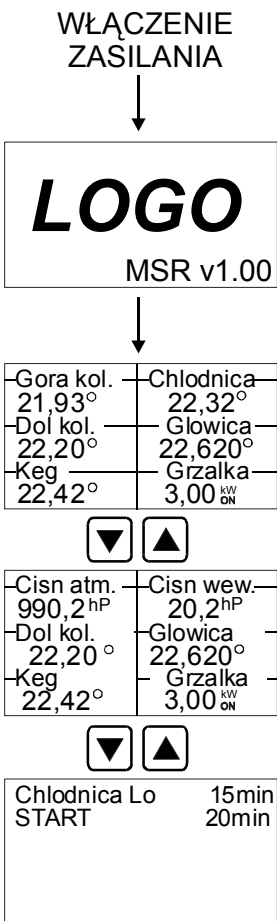 WŁĄCZENIE
ZASILANIA
LOGO
MSR v1.00
Gora kol. Chlodnica
21,93° 22,32°
Dol kol. Glowica
22,20° 22,620°
Keg Grzalka
22,42° 3,00 kW ON
Cisn atm. Cisn wew.
990,2 hP 20,2 hP
Dol kol. Glowica
22,20 ° 22,620°
Keg Grzalka
22,42° 3,00 kW ON
Chlodnica Lo 15min
START 20min